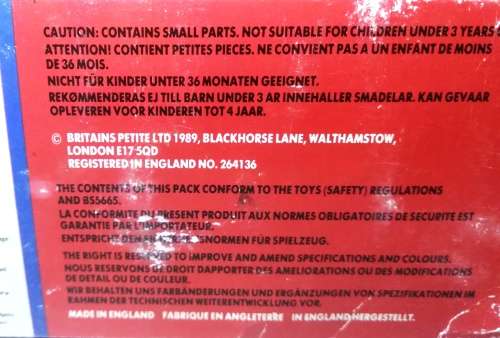 CAUTION: CONTAINS SMALL PARTS. NOT SUITABLE FOR CHILDREN UNDER 3 YEARS
ATTENTION! CONTIENT PETITES PIECES. NE CONVIENT PAS A UN ENFANT DE MOINS
DE 36 MOIS.
NICHT FÜR KINDER UNTER 36 MONATEN GEEIGNET.
REKØMMENDERAS EJ TILL BARN UNDER 3 AR INNEHALLER SMADELAR. KAN GEVAAR
OPLEVEREN VOOR KINDEREN TOT 4 JAAR.
© BRITAINS PETITE LTD 1989, BLACKHORSE LANE, WALTHAMSTOW,
LONDON E17 5QD
REGISTERED IN ENGLAND NO. 264136
THE CONTENTS OF THIS PACK CONFORM TO THE TOYS (SAFETY) REGULATIONS
AND BS5665.
LA CONFORMITE DU PRESENT PRODUIT AUX NORMES OBLIGATOIRES DE SECURITE EST
GARANTIE PAR L'IMPORTATEUR.
ENTSPRICHT DEN FÜR SPIELZEUG.
THE RIGHT IS RESERVED TO IMPROVE AND AMEND SPECIFICATIONS AND COLOURS.
NOUS RESERVONS DE DROIT DAPPORTER DES AMELIORATIONS OU DES MODIFICATIONS
DE DETAIL OU DE COULEUR.
WIR BEHALTEN UNS FARBÄNDERUNGEN UND ERGÄNZUNGEN VON SPEZIFIKATIONEN IM
RAHMEN DER TECHNISCHEN WEITERENTWICKLUNG VOR.
MADE IN ENGLAND FABRIQUE EN ANGLETERRE IN ENGLAND HERGESTELLT.